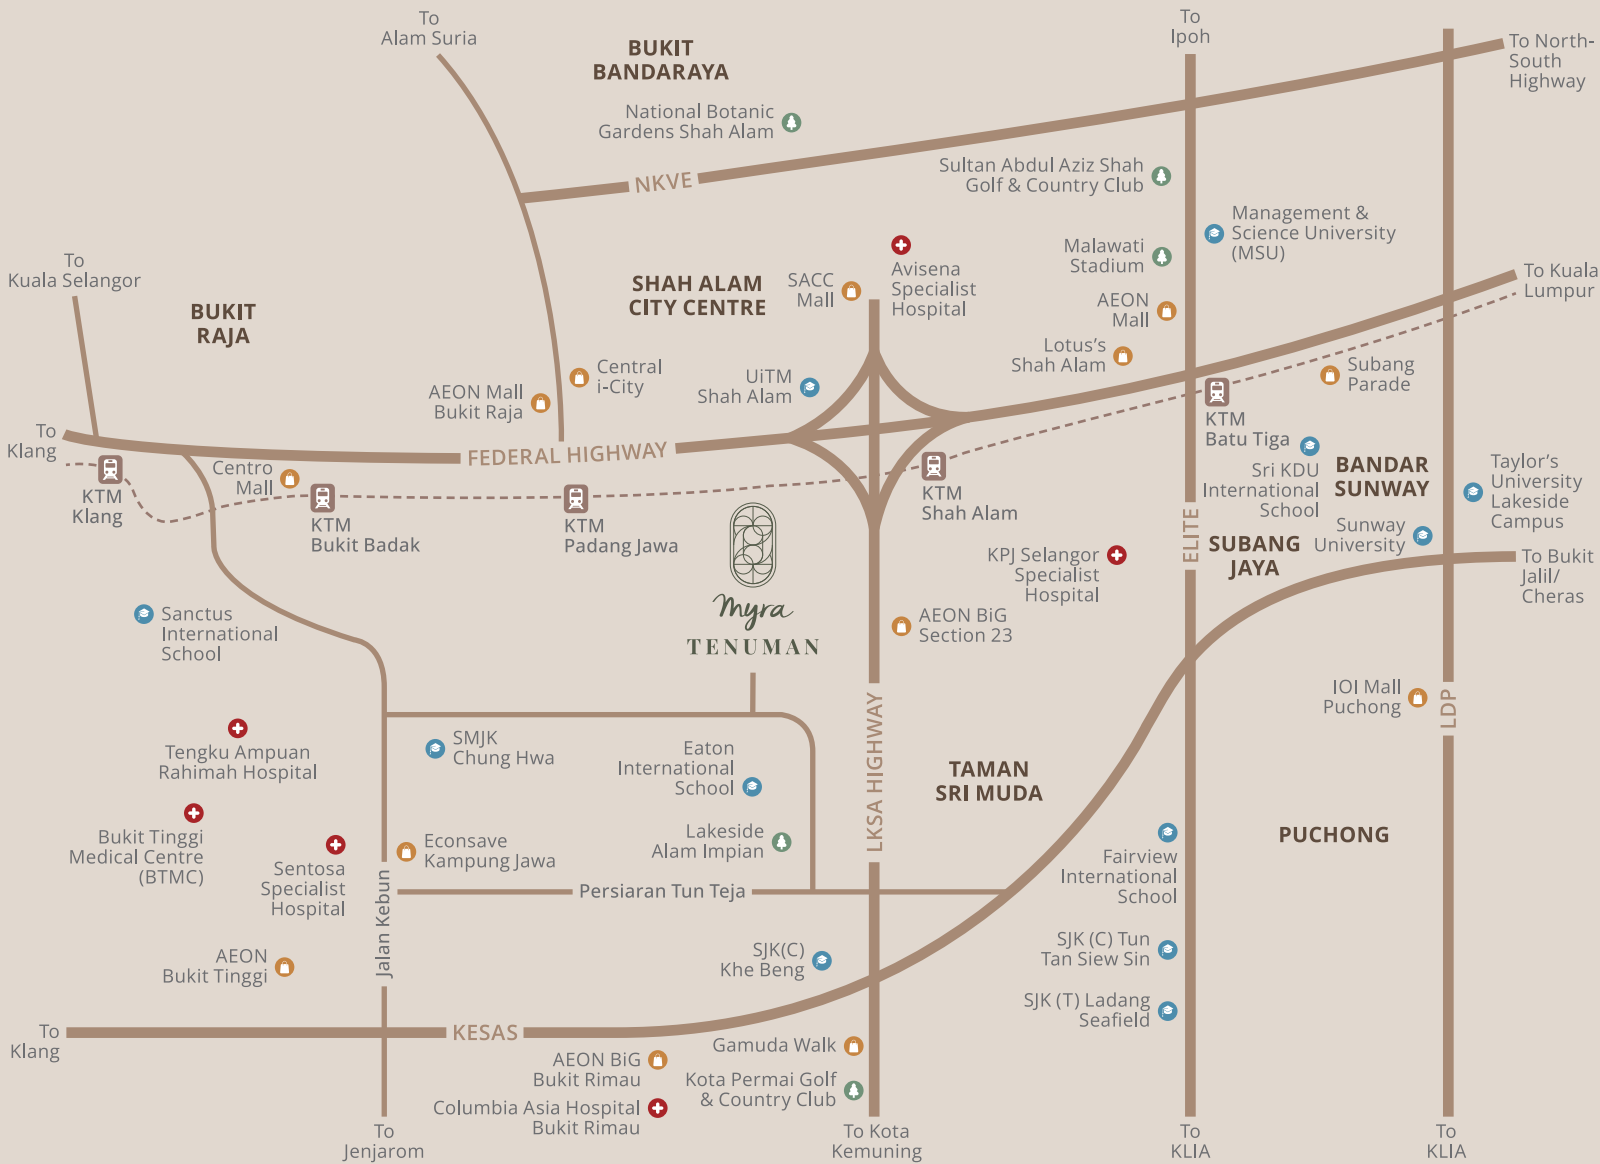 To
Alam Suria
BUKIT
BANDARAYA
To
Ipoh
To North-
South
Highway
National Botanic
Gardens Shah Alam
NKVE
Sultan Abdul Aziz Shah
Golf & Country Club
Management &
Science University
(MSU)
Malawati
Stadium
AEON
Mall
Lotus's
Shah Alam
To
Kuala Selangor
BUKIT
RAJA
SHAH ALAM
CITY CENTRE
SACC
Mall
Avisena
Specialist
Hospital
To Kuala
Lumpur
Central
i-City
AEON Mall
Bukit Raja
UiTM
Shah Alam
Subang
Parade
To
Klang
FEDERAL HIGHWAY
KTM
Klang
Centro
Mall
KTM
Bukit Badak
KTM
Padang Jawa
KTM
Shah Alam
KTM
Batu Tiga
Sri KDU
International
School
BANDAR
SUNWAY
Taylor's
University
Lakeside
Campus
Sunway
University
ELITE
SUBANG
JAYA
To Bukit
Jalil/
Cheras
KPJ Selangor
Specialist
Hospital
Myra
TENUMAN
AEON BiG
Section 23
Sanctus
International
School
IOI Mall
Puchong
LDP
LKSA HIGHWAY
Tengku Ampuan
Rahimah Hospital
SMJK
Chung Hwa
Eaton
International
School
TAMAN
SRI MUDA
Bukit Tinggi
Medical Centre
(BTMC)
Sentosa
Specialist
Hospital
Econsave
Kampung Jawa
Lakeside
Alam Impian
PUCHONG
Fairview
International
School
Jalan Kebun
Persiaran Tun Teja
AEON
Bukit Tinggi
SJK(C)
Khe Beng
SJK (C) Tun
Tan Siew Sin
SJK (T) Ladang
Seafield
To
Klang
KESAS
AEON BiG
Bukit Rimau
Gamuda Walk
Kota Permai Golf
& Country Club
Columbia Asia Hospital
Bukit Rimau
To
Jenjarom
To Kota
Kemuning
To
KLIA
To
KLIA